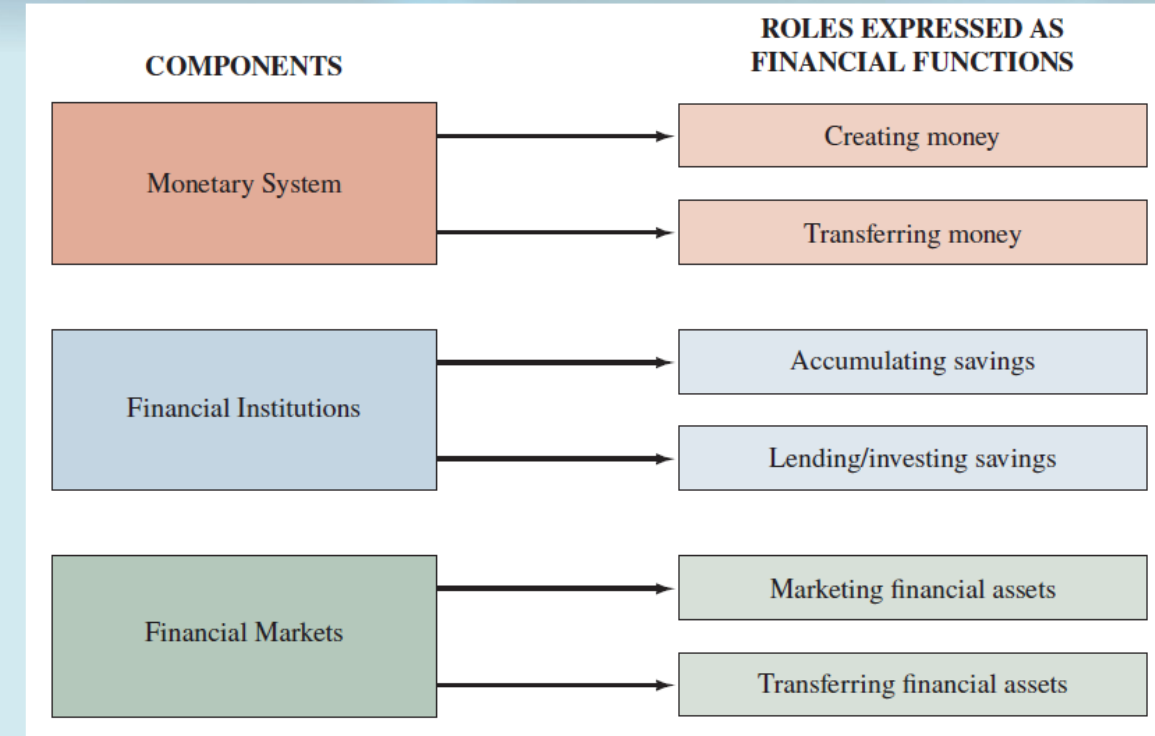 COMPONENTS
ROLES EXPRESSED AS
FINANCIAL FUNCTIONS
Monetary System
Creating money
Transferring money
Financial Institutions
Accumulating savings
Lending/investing savings
Financial Markets
Marketing financial assets
Transferring financial assets